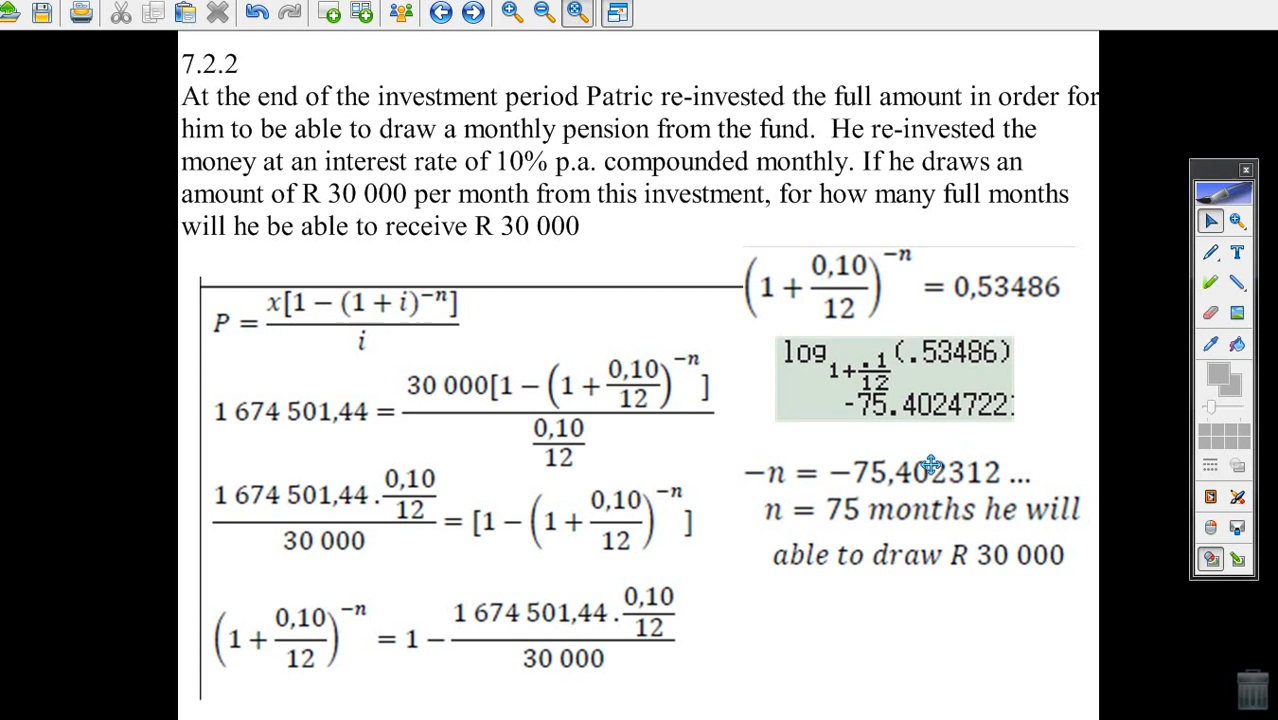 7.2.2
At the end of the investment period Patric re-invested the full amount in order for
him to be able to draw a monthly pension from the fund.  He re-invested the
money at an interest rate of 10% p.a. compounded monthly. If he draws an
amount of R 30 000 per month from this investment, for how many full months
will he be able to receive R 30 000
P = x[1 − (1 + i)^−n] / i
1 674 501,44 = 30 000[1 − (1 + 0,10/12)^−n] / (0,10/12)
(1 674 501,44 . 0,10/12) / 30 000 = [1 − (1 + 0,10/12)^−n]
(1 + 0,10/12)^−n = 1 − (1 674 501,44 . 0,10/12) / 30 000
(1 + 0,10/12)^−n = 0,53486
log_1+.1/12(.53486)
-75.4024722
−n = −75,402312 ...
n = 75 months he will
able to draw R 30 000
T